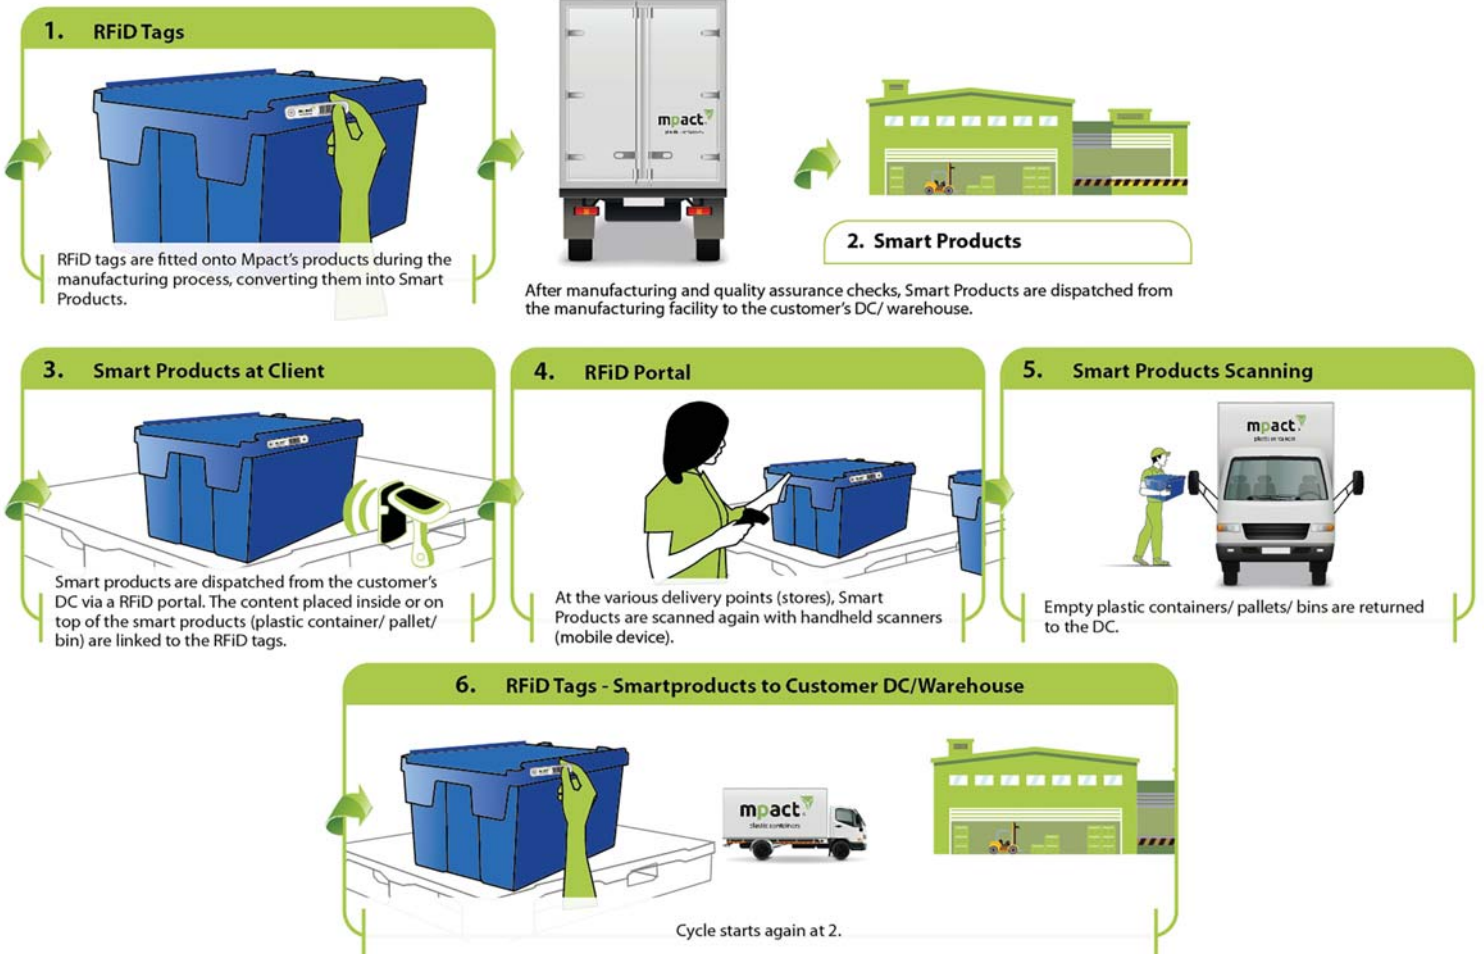 1. RFiD Tags
RFiD tags are fitted onto Mpact's products during the
manufacturing process, converting them into Smart
Products.
mpact
2. Smart Products
After manufacturing and quality assurance checks, Smart Products are dispatched from
the manufacturing facility to the customer's DC/ warehouse.
3. Smart Products at Client
Smart products are dispatched from the customer's
DC via a RFiD portal. The content placed inside or on
top of the smart products (plastic container/ pallet/
bin) are linked to the RFiD tags.
4. RFiD Portal
At the various delivery points (stores), Smart
Products are scanned again with handheld scanners
(mobile device).
5. Smart Products Scanning
mpact
Empty plastic containers/ pallets/ bins are returned
to the DC.
6. RFiD Tags - Smartproducts to Customer DC/Warehouse
mpact
plastic containers
Cycle starts again at 2.